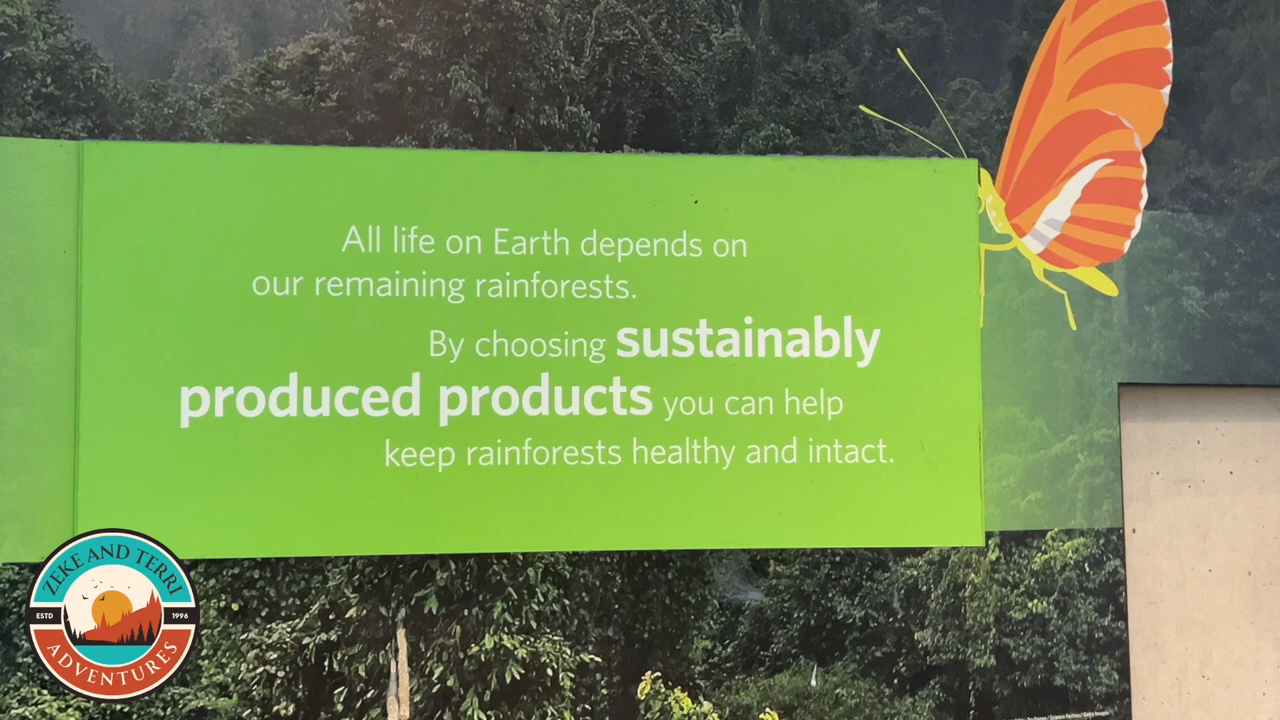 All life on Earth depends on
our remaining rainforests.
By choosing sustainably
produced products you can help
keep rainforests healthy and intact.
ZEKE AND TERRI
ESTD 1996
ADVENTURES